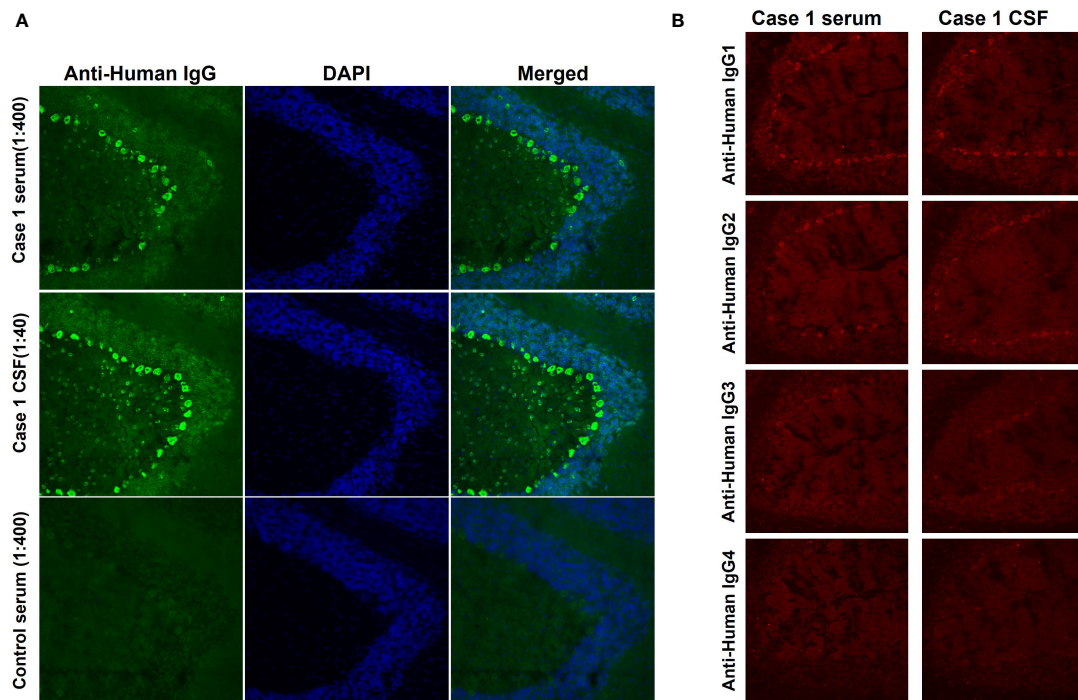 A
Anti-Human IgG DAPI Merged
Case 1 serum(1:400)
Case 1 CSF(1:40)
Control serum (1:400)
B
Case 1 serum Case 1 CSF
Anti-Human IgG1
Anti-Human IgG2
Anti-Human IgG3
Anti-Human IgG4